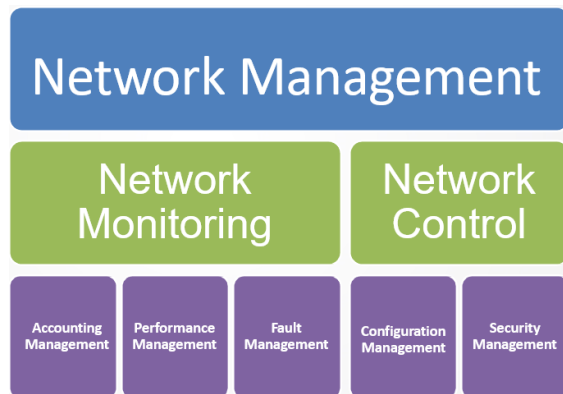 Network Management
Network
Monitoring
Network
Control
Accounting
Management
Performance
Management
Fault
Management
Configuration
Management
Security
Management